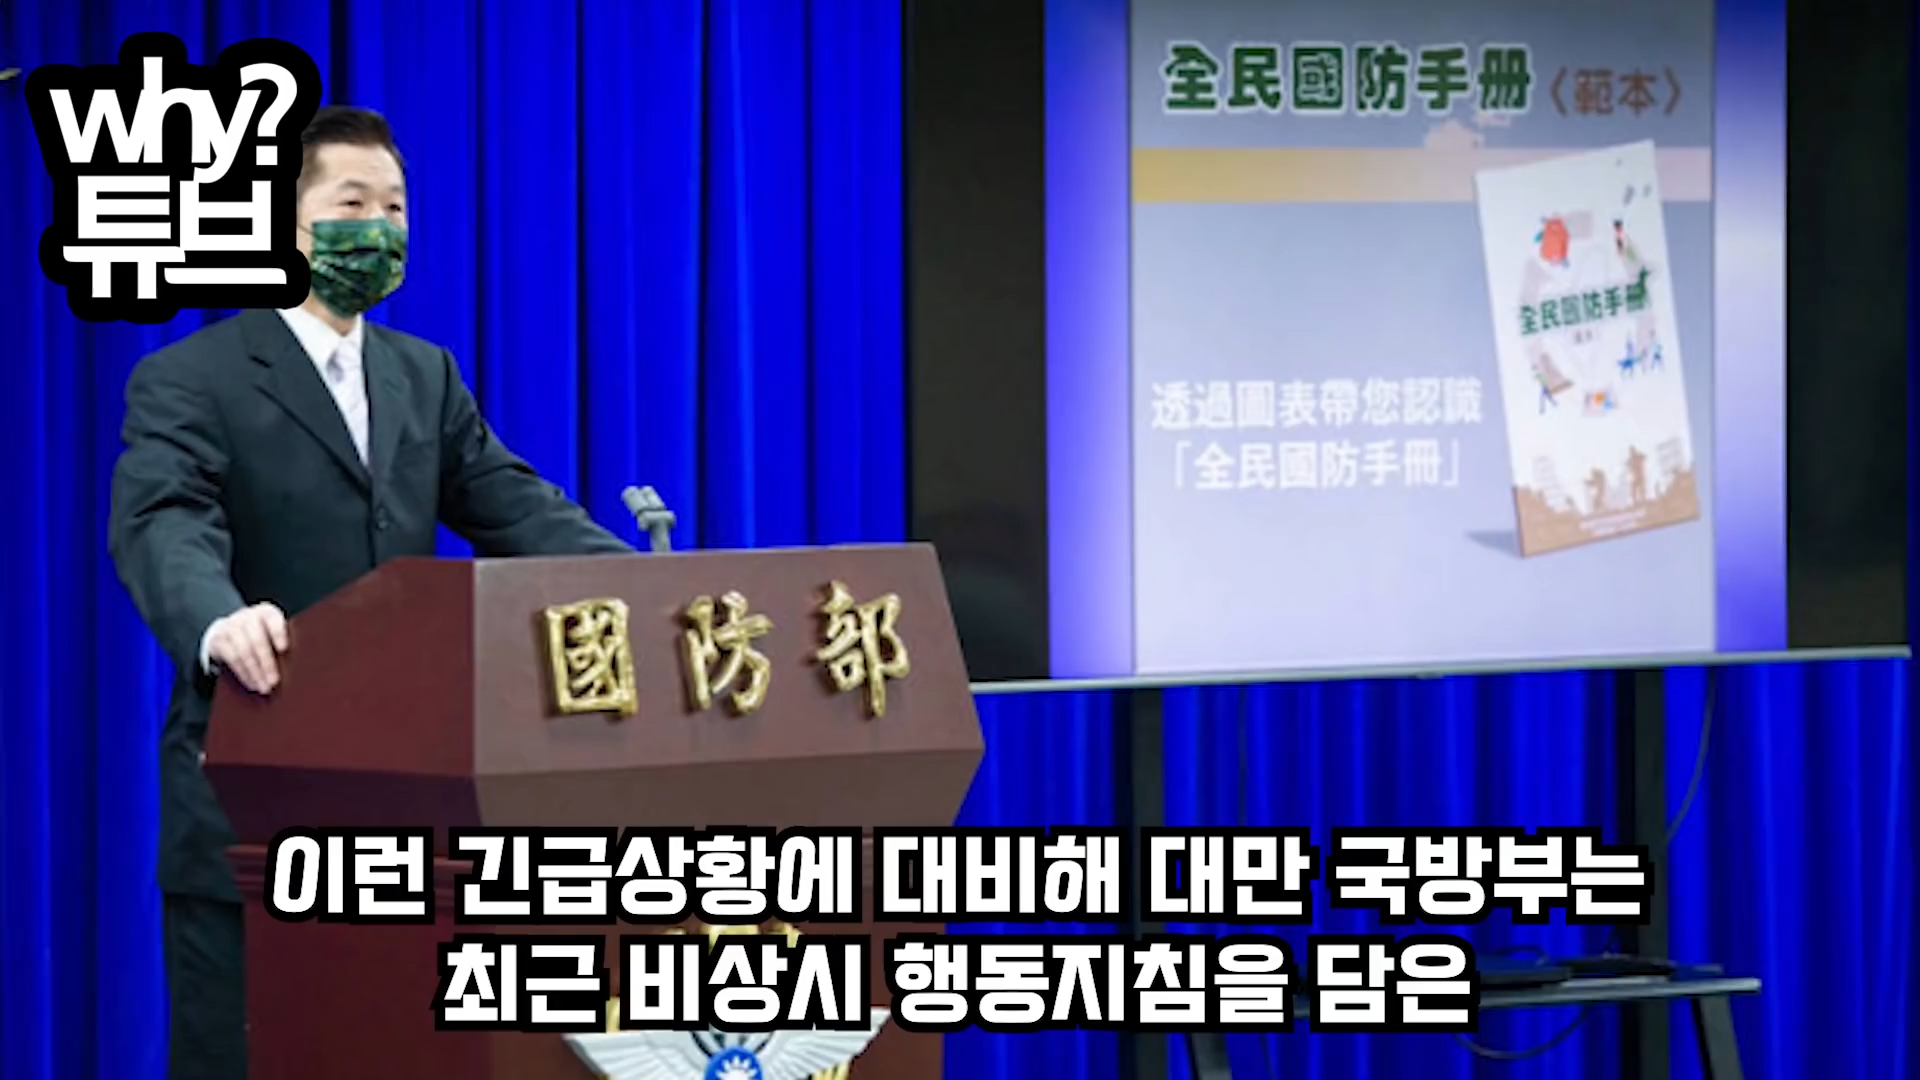 why?
튜브
全民國防手冊〈範本〉
全民國防手冊
透過圖表帶您認識
「全民國防手冊」
國防部
이런 긴급상황에 대비해 대만 국방부는
최근 비상시 행동지침을 담은